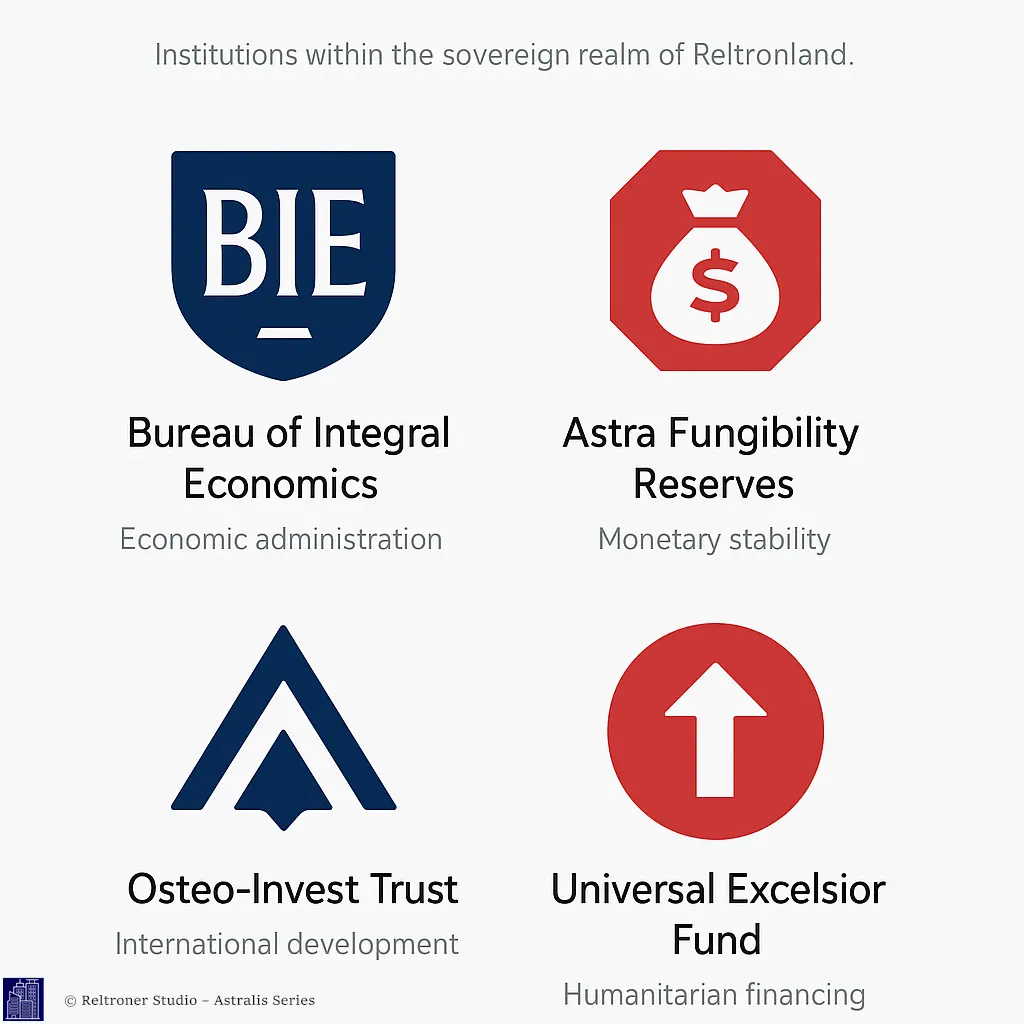 Institutions within the sovereign realm of Reltronland.
BIE
$
Bureau of Integral
Economics
Economic administration
Astra Fungibility
Reserves
Monetary stability
Osteo-Invest Trust
International development
Universal Excelsior
Fund
Humanitarian financing
© Reltroner Studio – Astralis Series